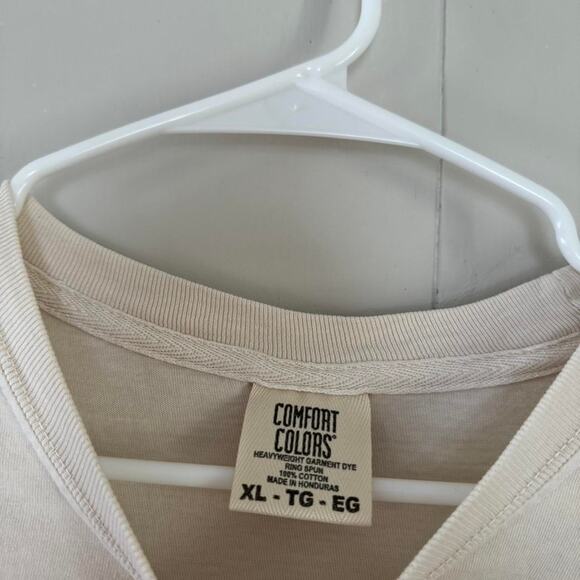 COMFORT
COLORS®
HEAVYWEIGHT GARMENT DYE
RING SPUN
100% COTTON
MADE IN HONDURAS
XL - TG - EG